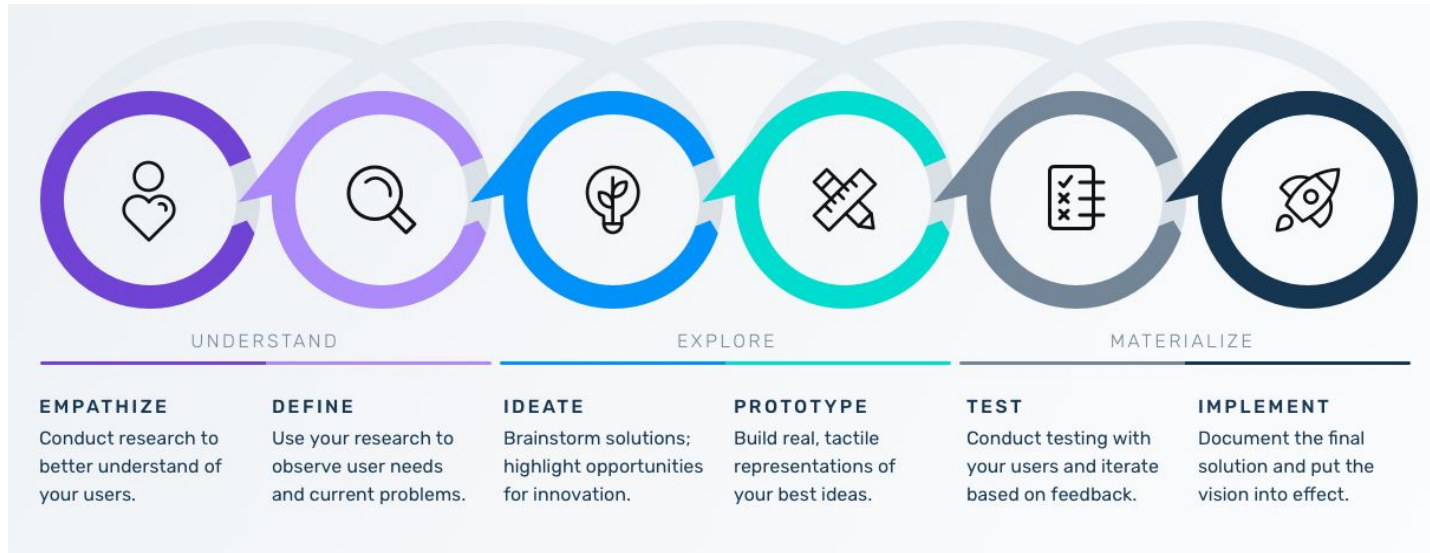 UNDERSTAND
EXPLORE
MATERIALIZE
EMPATHIZE
Conduct research to
better understand of
your users.
DEFINE
Use your research to
observe user needs
and current problems.
IDEATE
Brainstorm solutions;
highlight opportunities
for innovation.
PROTOTYPE
Build real, tactile
representations of
your best ideas.
TEST
Conduct testing with
your users and iterate
based on feedback.
IMPLEMENT
Document the final
solution and put the
vision into effect.